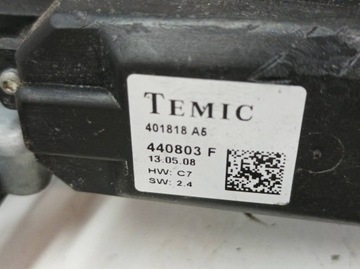 TEMIC
401818 A5
440803 F
13.05.08
HW: C7
SW: 2.4